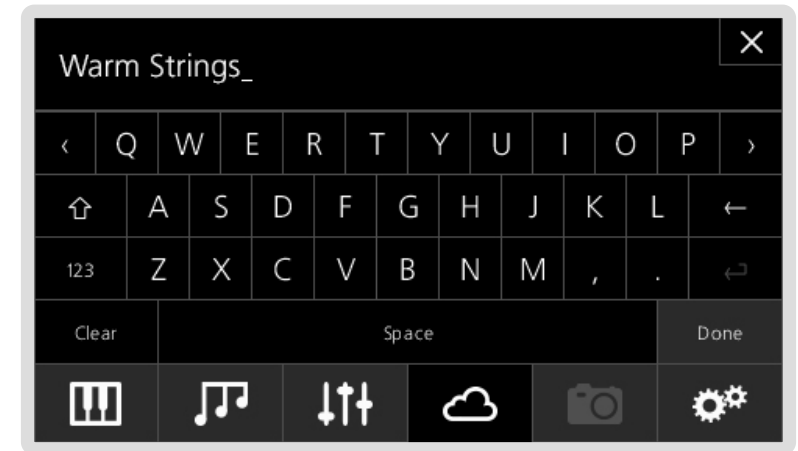 Warm Strings_
‹ Q W E R T Y U I O P ›
⇧ A S D F G H J K L ←
123 Z X C V B N M , . ↵
Clear Space Done